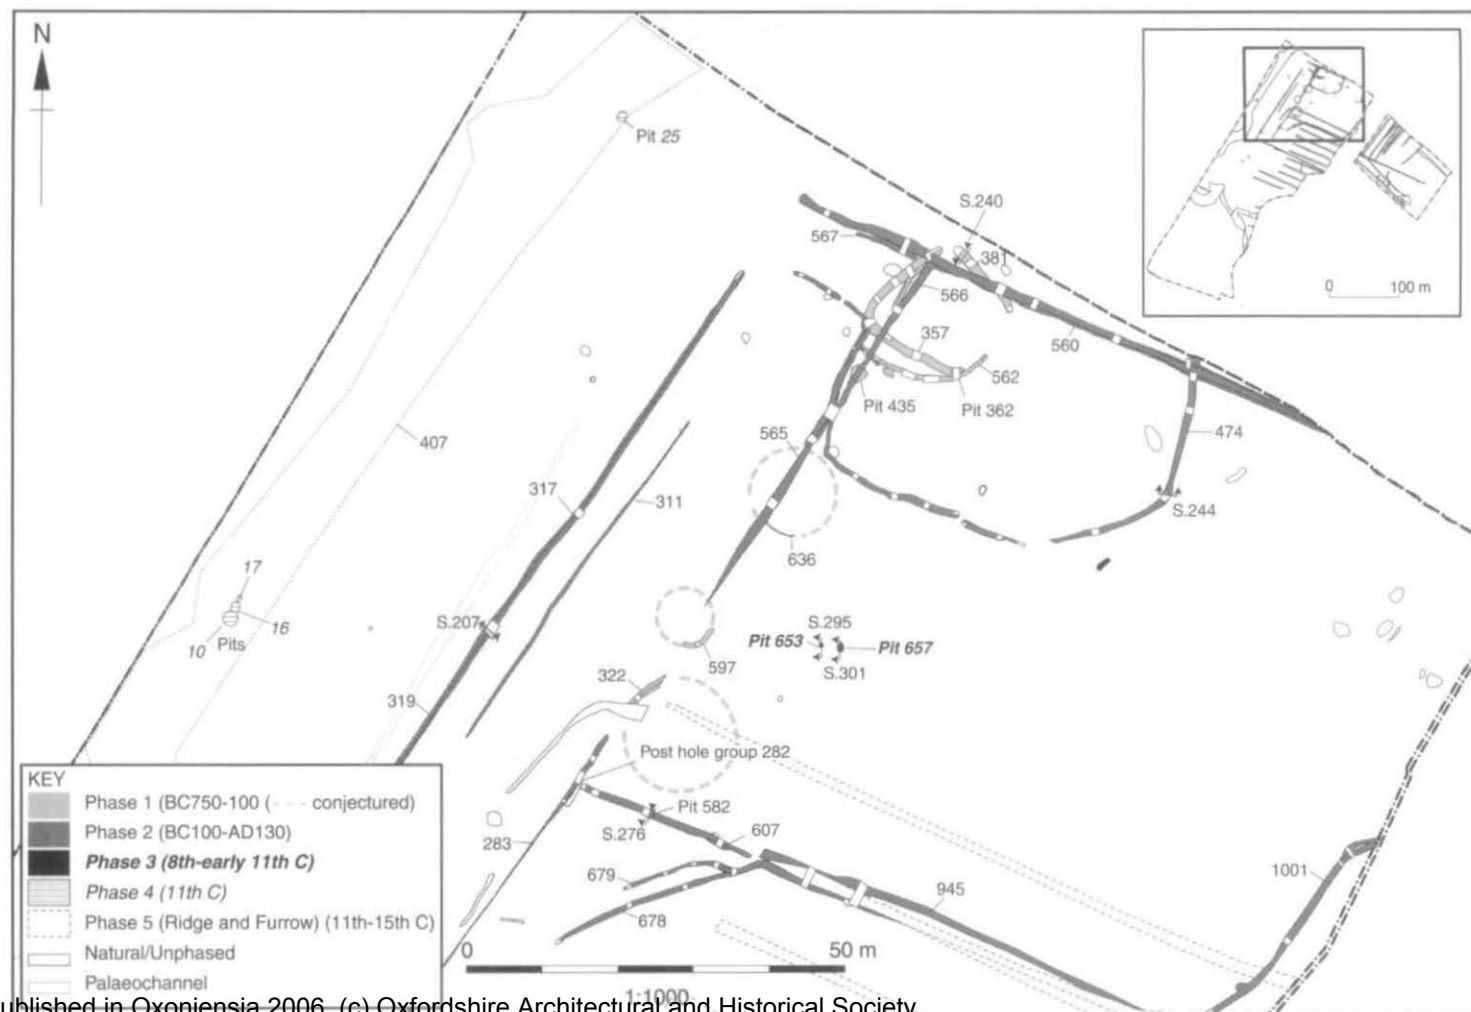 N
Pit 25
S.240
567
381
566
357
560
562
Pit 435
Pit 362
0 100 m
407
565
474
317
311
S.244
636
17
16
10
Pits
S.207
S.295
Pit 653
Pit 657
S.301
597
322
319
Post hole group 282
Pit 582
S.276
607
283
679
678
945
1001
0 50 m
1:1000
KEY
Phase 1 (BC750-100 ( - - - conjectured)
Phase 2 (BC100-AD130)
Phase 3 (8th-early 11th C)
Phase 4 (11th C)
Phase 5 (Ridge and Furrow) (11th-15th C)
Natural/Unphased
Palaeochannel
ublished in Oxoniensia 2006, (c) Oxfordshire Architectural and Historical Society